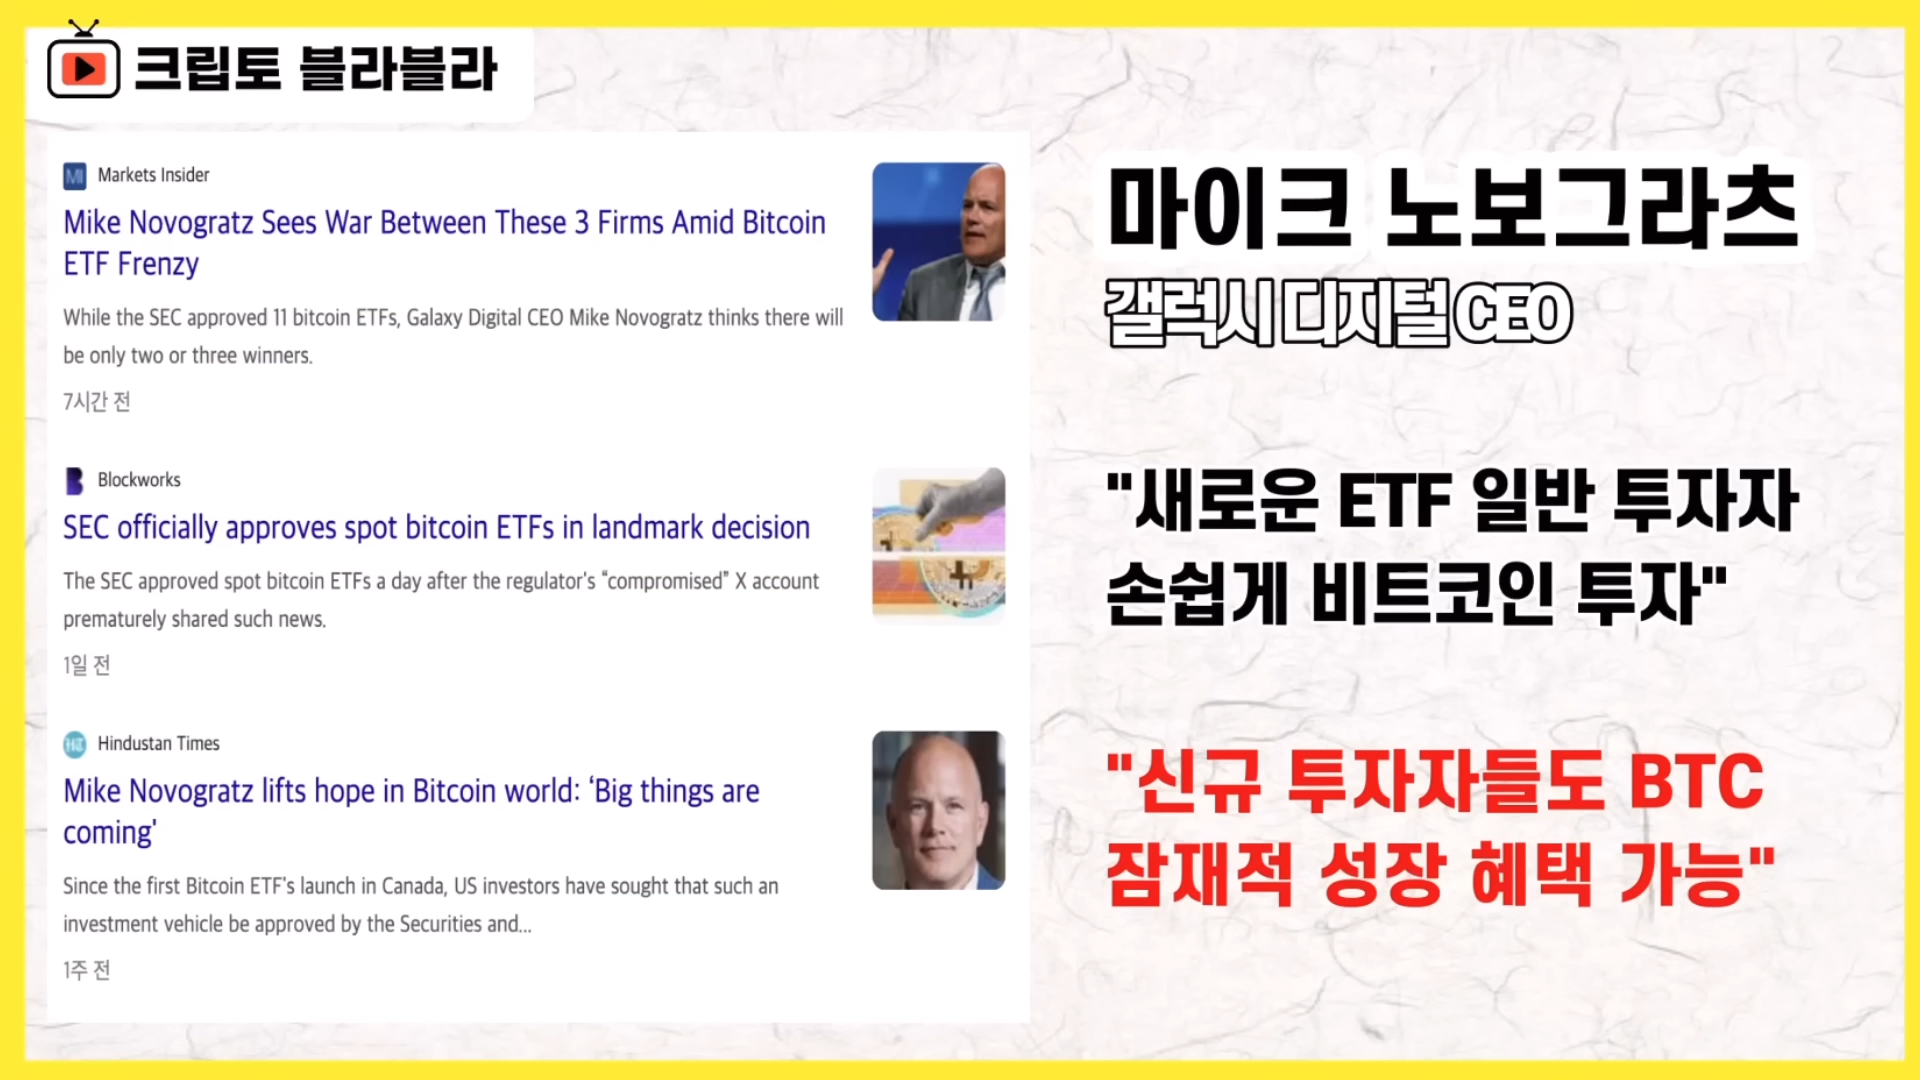 크립토 블라블라
Markets Insider
Mike Novogratz Sees War Between These 3 Firms Amid Bitcoin
ETF Frenzy
While the SEC approved 11 bitcoin ETFs, Galaxy Digital CEO Mike Novogratz thinks there will
be only two or three winners.
7시간 전
Blockworks
SEC officially approves spot bitcoin ETFs in landmark decision
The SEC approved spot bitcoin ETFs a day after the regulator's “compromised” X account
prematurely shared such news.
1일 전
Hindustan Times
Mike Novogratz lifts hope in Bitcoin world: ‘Big things are
coming'
Since the first Bitcoin ETF's launch in Canada, US investors have sought that such an
investment vehicle be approved by the Securities and...
1주 전
마이크 노보그라츠
갤럭시 디지털 CEO
"새로운 ETF 일반 투자자
손쉽게 비트코인 투자"
"신규 투자자들도 BTC
잠재적 성장 혜택 가능"